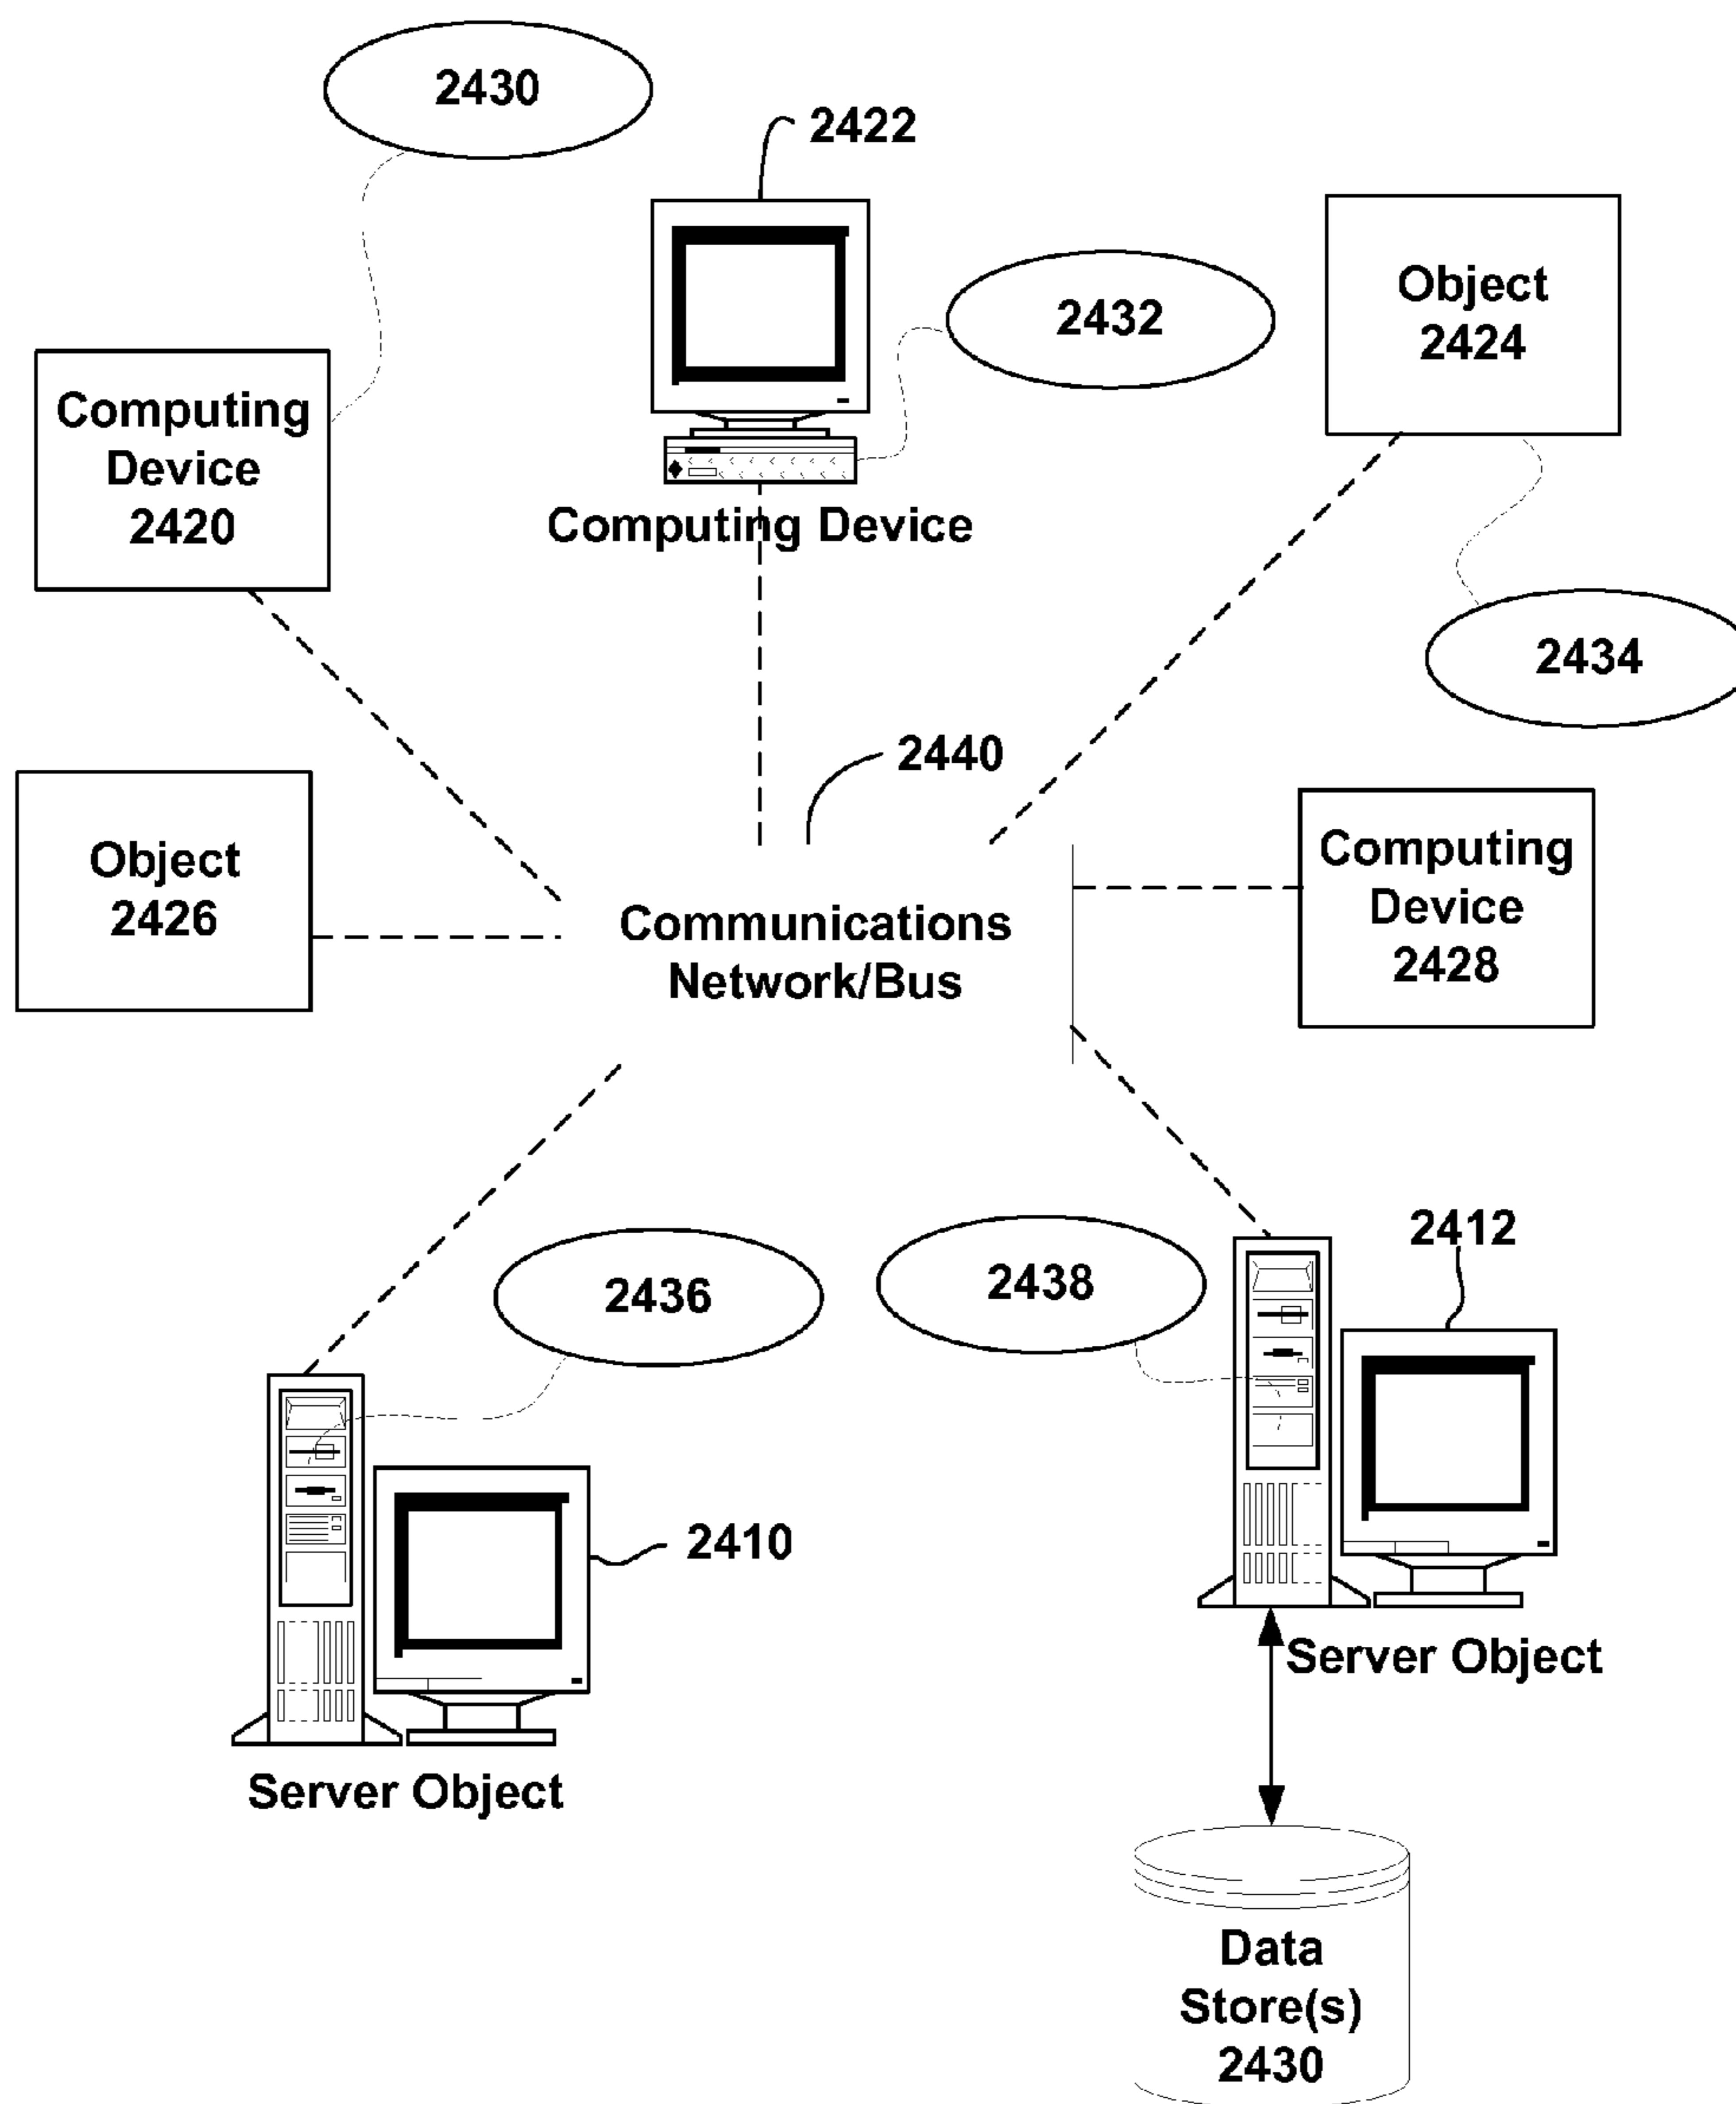 2430
2422
Object
2424
2432
Computing
Device
2420
Computing Device
2434
2440
Object
2426
Computing
Device
2428
Communications
Network/Bus
2412
2436
2438
2410
Server Object
Server Object
Data
Store(s)
2430